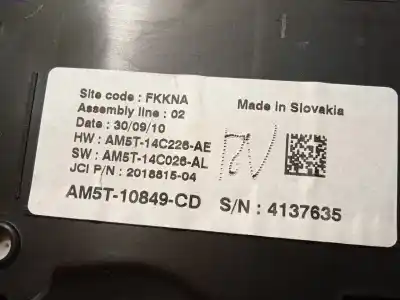 Site code : FKKNA
Made in Slovakia
Assembly line : 02
Date : 30/09/10
HW : AM5T-14C226-AE
SW : AM5T-14C026-AL
JCI P/N : 2018815-04
AM5T-10849-CD S/N : 4137635